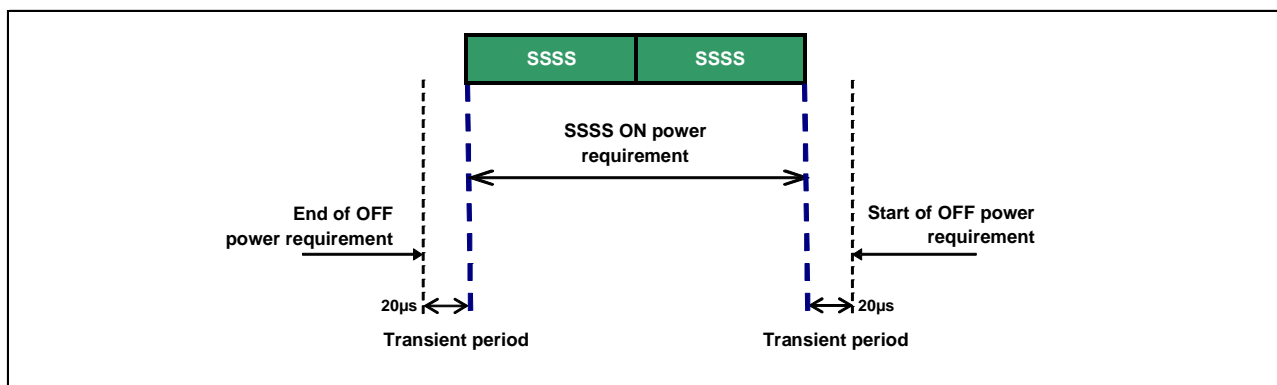 SSSS SSSS
SSSS ON power
requirement
End of OFF
power requirement
Start of OFF power
requirement
20µs
20µs
Transient period
Transient period